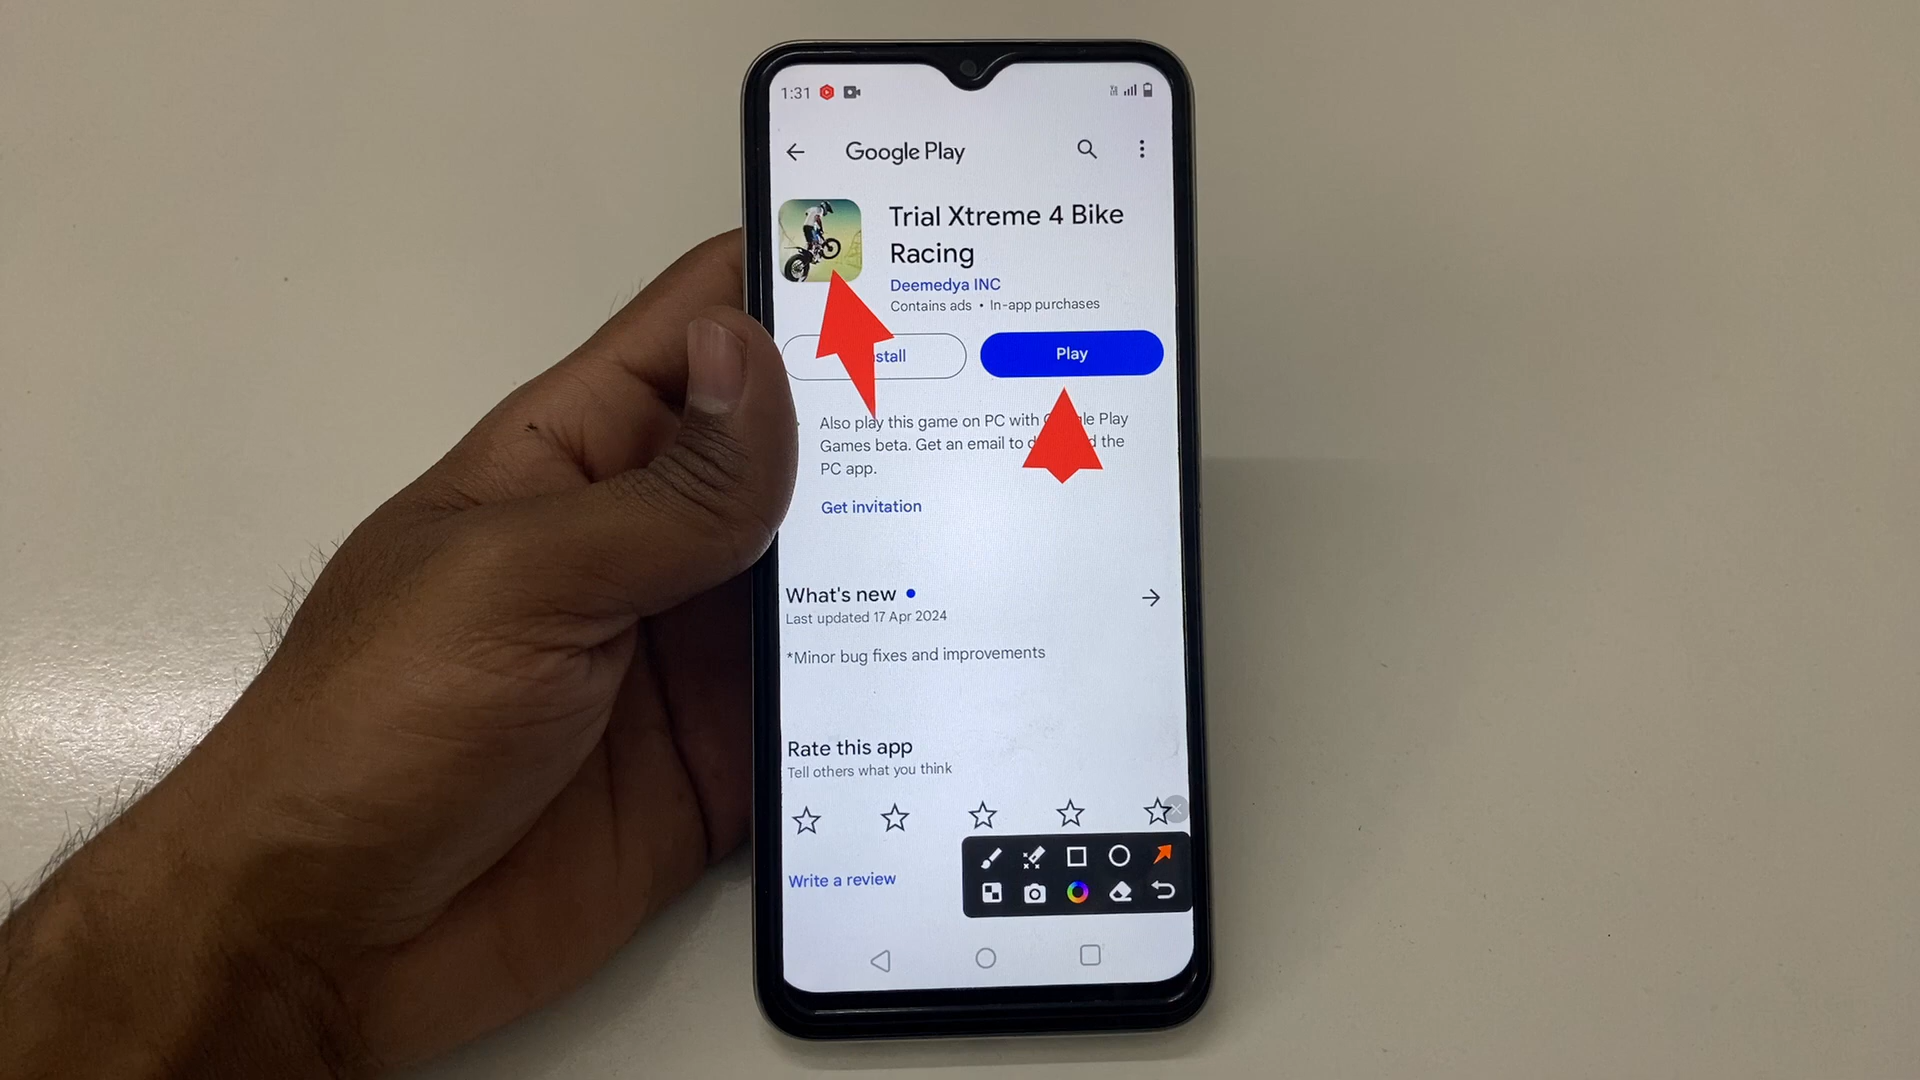 1:31
Google Play
Trial Xtreme 4 Bike
Racing
Deemedya INC
Contains ads • In-app purchases
stall
Play
Also play this game on PC with le Play
Games beta. Get an email to d d the
PC app.
Get invitation
What's new
Last updated 17 Apr 2024
*Minor bug fixes and improvements
Rate this app
Tell others what you think
Write a review